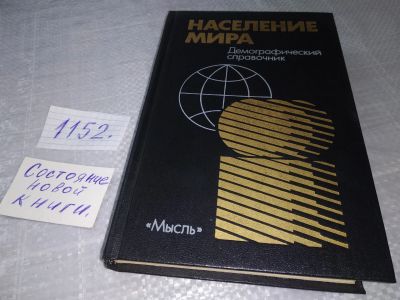 НАСЕЛЕНИЕ
МИРА
Демографический
справочник
«Мысль»
1152.
Состояние
новой
книги.